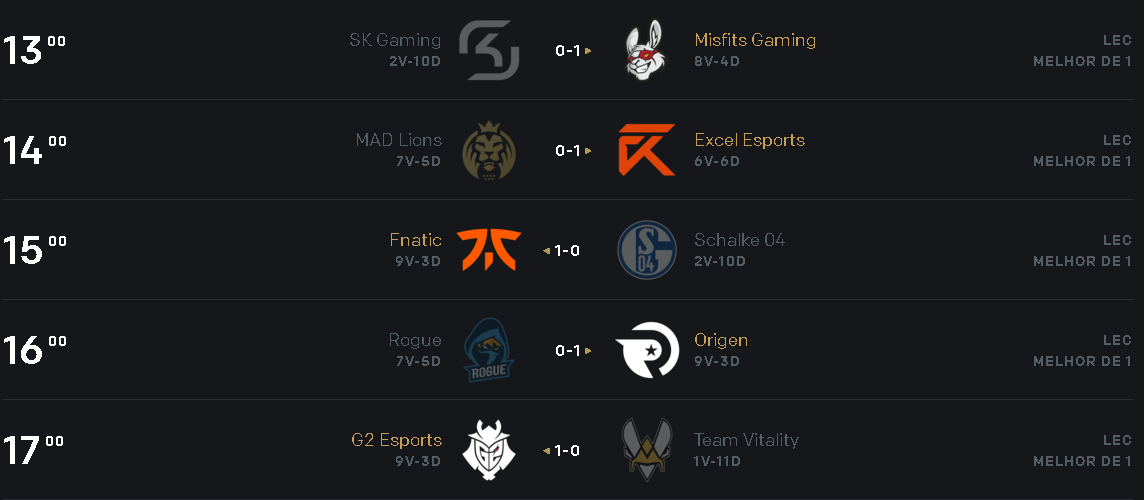 13 00
SK Gaming
2V-10D
0-1
Misfits Gaming
8V-4D
LEC
MELHOR DE 1
14 00
MAD Lions
7V-5D
0-1
Excel Esports
6V-6D
LEC
MELHOR DE 1
15 00
Fnatic
9V-3D
1-0
S
04
Schalke 04
2V-10D
LEC
MELHOR DE 1
16 00
Rogue
7V-5D
ROGUE
0-1
Origen
9V-3D
LEC
MELHOR DE 1
17 00
G2 Esports
9V-3D
G2
1-0
Team Vitality
1V-11D
LEC
MELHOR DE 1